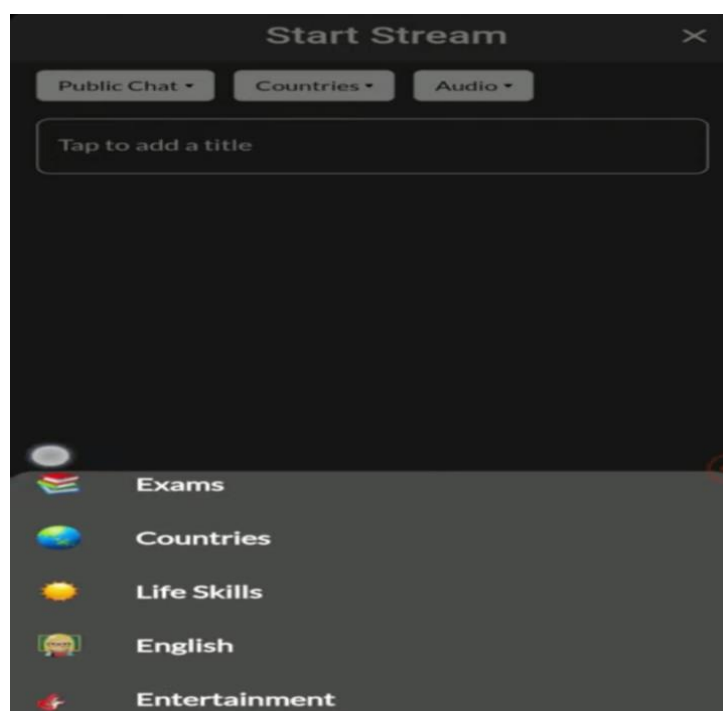 Start Stream
Public Chat
Countries
Audio
Tap to add a title
Exams
Countries
Life Skills
English
Entertainment